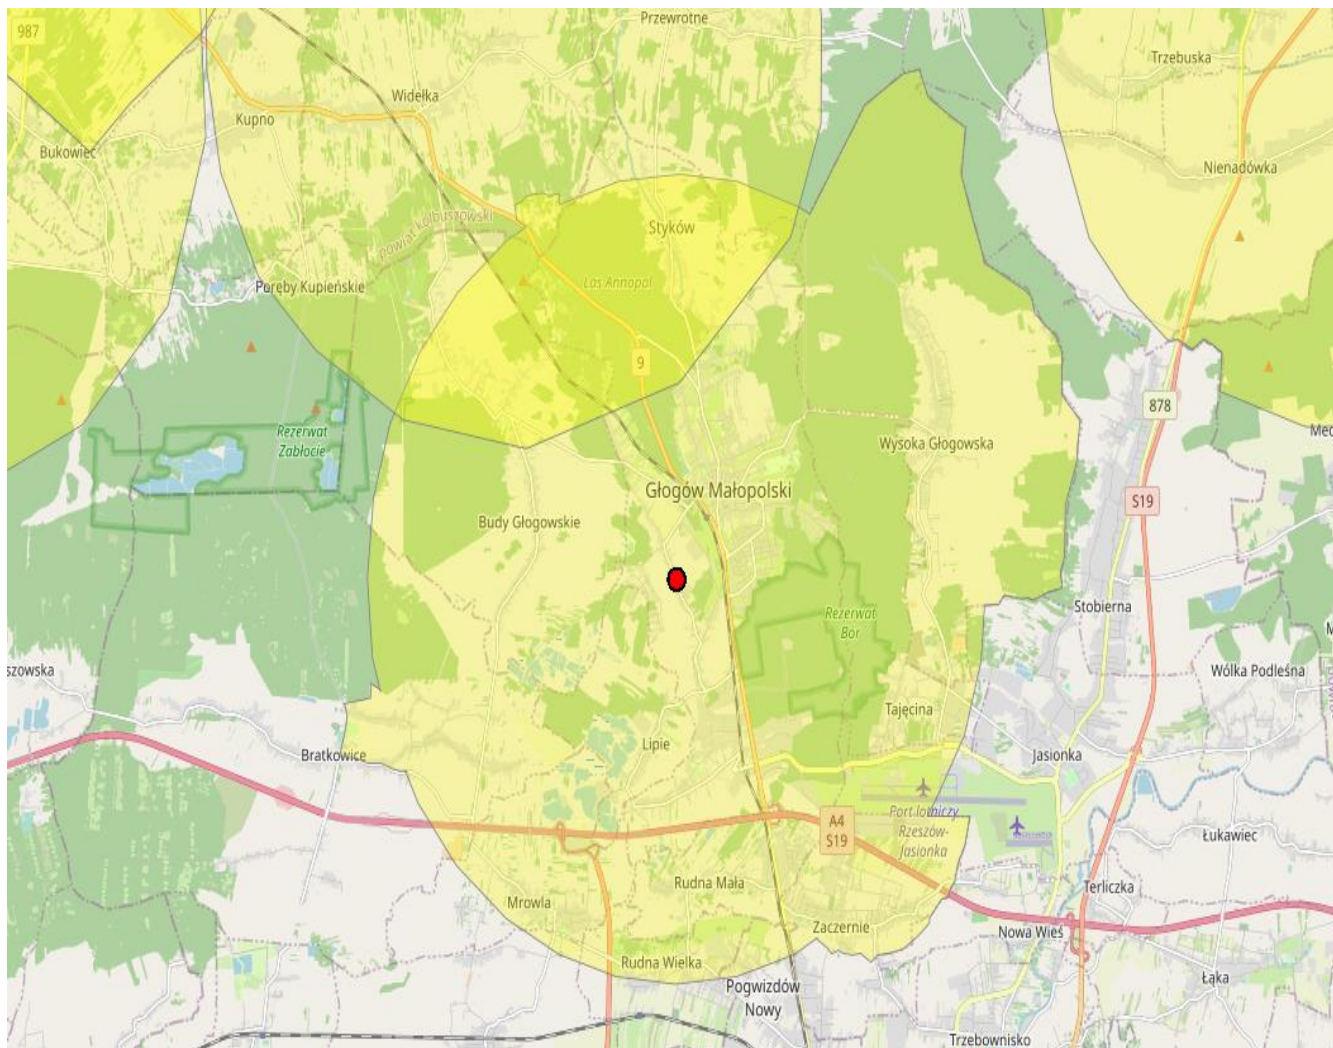 Przewrotne
987
Trzebuska
Widełka
Kupno
Bukowiec
Nienadówka
powiat kolbuszowski
Styków
Las Annopol
Poręby Kupieńskie
9
878
Rezerwat
Zabłocie
Wysoka Głogowska
Głogów Małopolski
S19
Budy Głogowskie
Stobierna
Rezerwat
Bór
szowska
Wólka Podleśna
Tajęcina
Lipie
Bratkowice
Jasionka
Port lotniczy
Rzeszów-
Jasionka
A4
S19
Łukawiec
Rudna Mała
Terliczka
Mrowla
Zaczernie
Nowa Wieś
Rudna Wielka
Łąka
Pogwizdów
Nowy
Trzebownisko